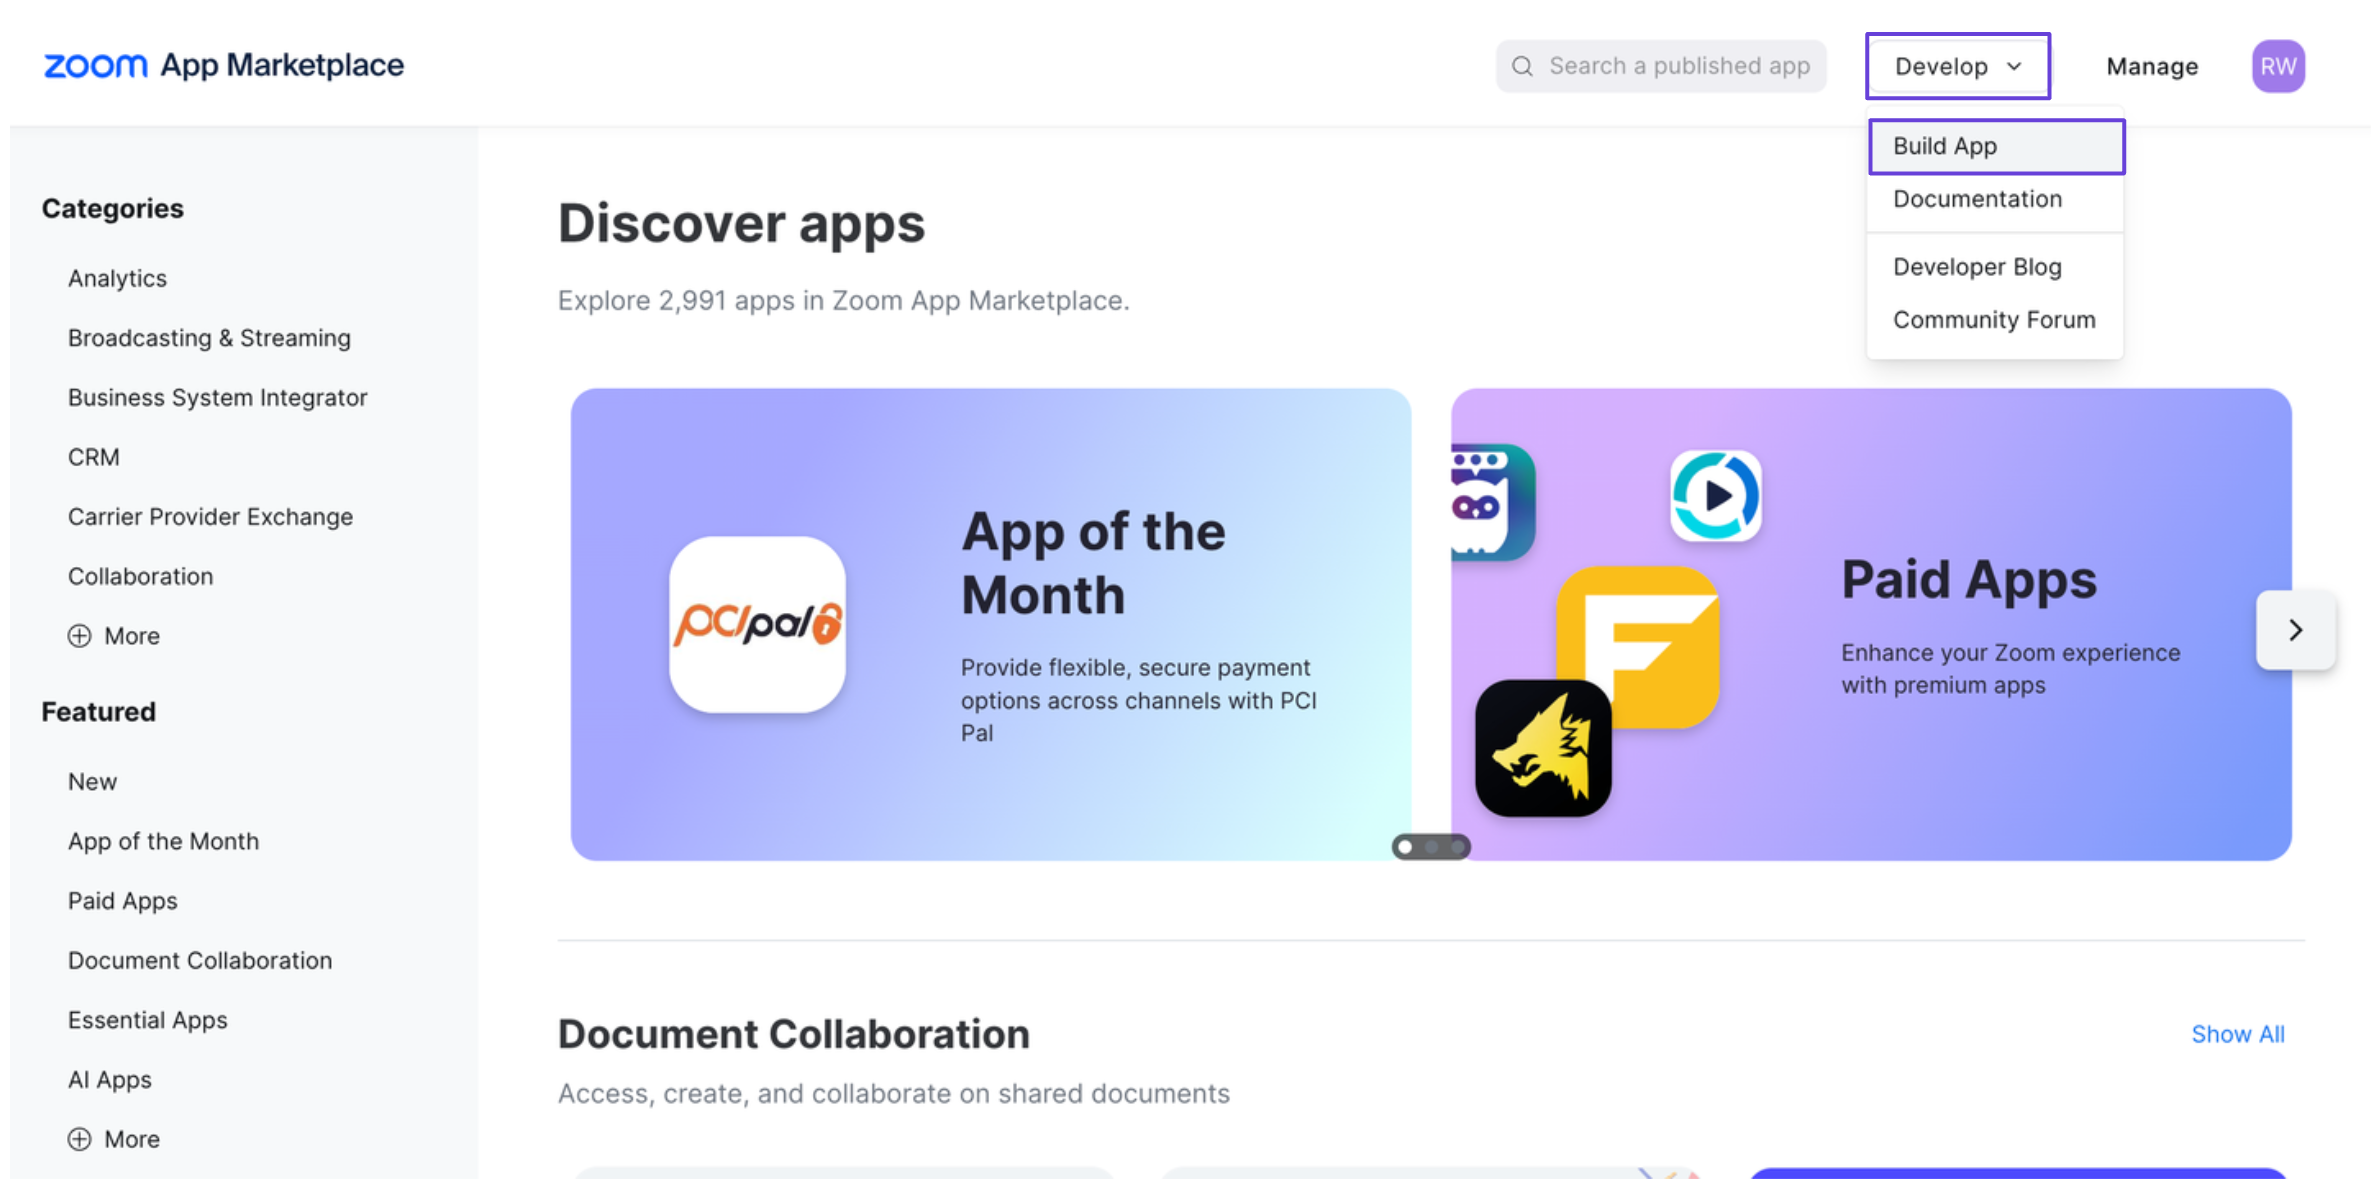 zoom App Marketplace
Search a published app
Develop
Manage
RW
Build App
Documentation
Developer Blog
Community Forum
Categories
Analytics
Broadcasting & Streaming
Business System Integrator
CRM
Carrier Provider Exchange
Collaboration
More
Featured
New
App of the Month
Paid Apps
Document Collaboration
Essential Apps
AI Apps
More
Discover apps
Explore 2,991 apps in Zoom App Marketplace.
pcipal
App of the
Month
Provide flexible, secure payment
options across channels with PCI
Pal
F
Paid Apps
Enhance your Zoom experience
with premium apps
Document Collaboration
Show All
Access, create, and collaborate on shared documents